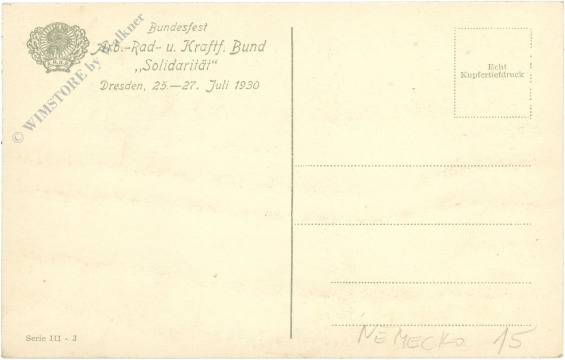 Bundesfest
Arb.-Rad- u. Kraftf. Bund
„Solidarität"
Dresden, 25.—27. Juli 1930
© WIMSTORE by Falkner
Echt
Kupfertiefdruck
Serie III - 3
NEMECKO 15